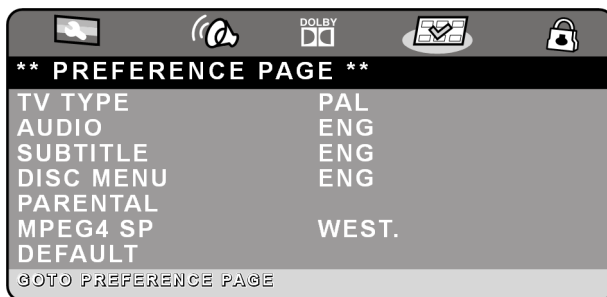 DOLBY
** PREFERENCE PAGE **
TV TYPE PAL
AUDIO ENG
SUBTITLE ENG
DISC MENU ENG
PARENTAL
MPEG4 SP WEST.
DEFAULT
GOTO PREFERENCE PAGE